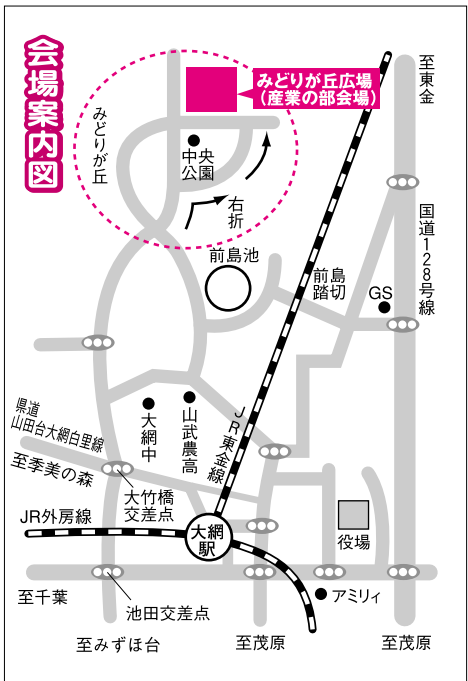 会場案内図
みどりが丘広場
（産業の部会場）
至東金
みどりが丘
中央
公園
右折
国道128号線
前島池
前島
踏切
GS
県道
山田台大網白里線
大網中
山武農高
JR東金線
至季美の森
大竹橋
交差点
JR外房線
大網
駅
役場
至千葉
池田交差点
アミリィ
至みずほ台
至茂原
至茂原